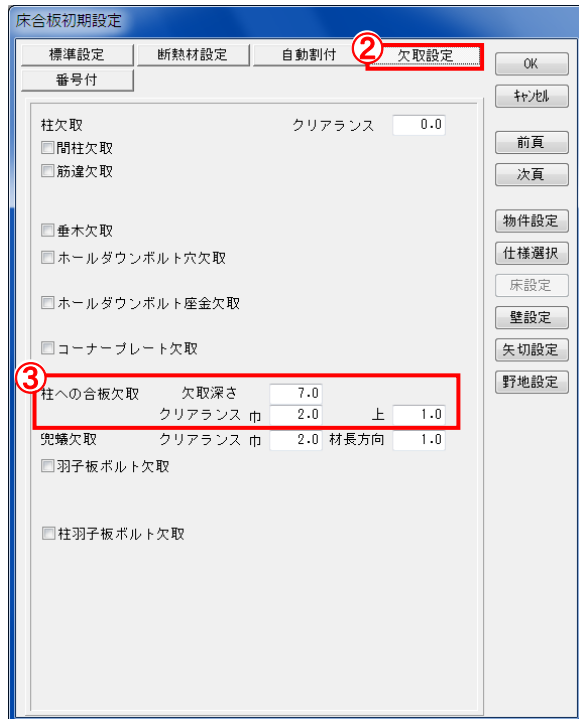 床合板初期設定
標準設定 断熱材設定 自動割付 ② 欠取設定
番号付
OK
ｷｬﾝｾﾙ
前頁
次頁
物件設定
仕様選択
床設定
壁設定
矢切設定
野地設定
柱欠取 クリアランス 0.0
間柱欠取
筋違欠取
垂木欠取
ホールダウンボルト穴欠取
ホールダウンボルト座金欠取
コーナープレート欠取
③
柱への合板欠取 欠取深さ 7.0
クリアランス 巾 2.0 上 1.0
兜蟻欠取 クリアランス 巾 2.0 材長方向 1.0
羽子板ボルト欠取
柱羽子板ボルト欠取